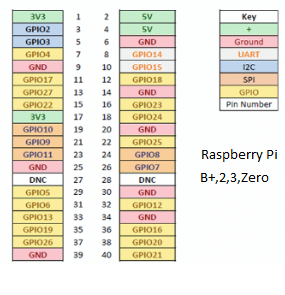 3V3 1 2 5V
GPIO2 3 4 5V
GPIO3 5 6 GND
GPIO4 7 8 GPIO14
GND 9 10 GPIO15
GPIO17 11 12 GPIO18
GPIO27 13 14 GND
GPIO22 15 16 GPIO23
3V3 17 18 GPIO24
GPIO10 19 20 GND
GPIO9 21 22 GPIO25
GPIO11 23 24 GPIO8
GND 25 26 GPIO7
DNC 27 28 DNC
GPIO5 29 30 GND
GPIO6 31 32 GPIO12
GPIO13 33 34 GND
GPIO19 35 36 GPIO16
GPIO26 37 38 GPIO20
GND 39 40 GPIO21
Key
+
Ground
UART
I2C
SPI
GPIO
Pin Number
Raspberry Pi
B+,2,3,Zero